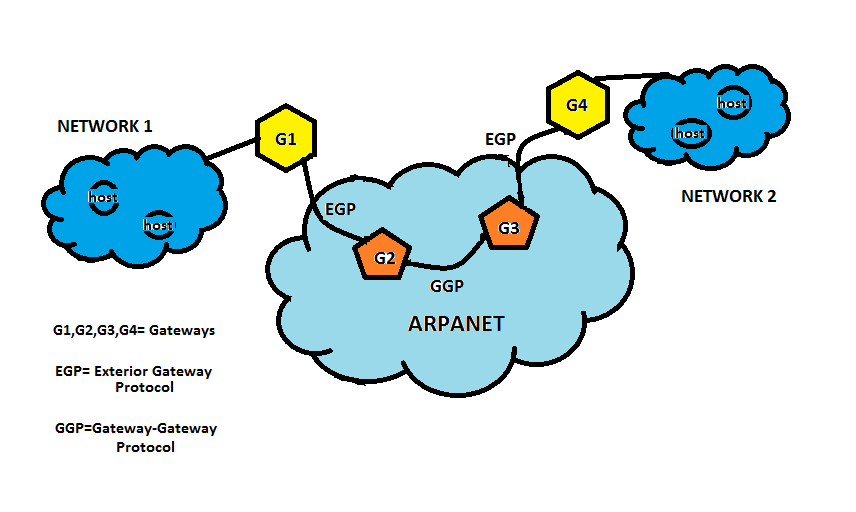 NETWORK 1
host
host
G1
EGP
G2
GGP
G3
EGP
G4
host
host
NETWORK 2
ARPANET
G1,G2,G3,G4= Gateways
EGP= Exterior Gateway
Protocol
GGP=Gateway-Gateway
Protocol